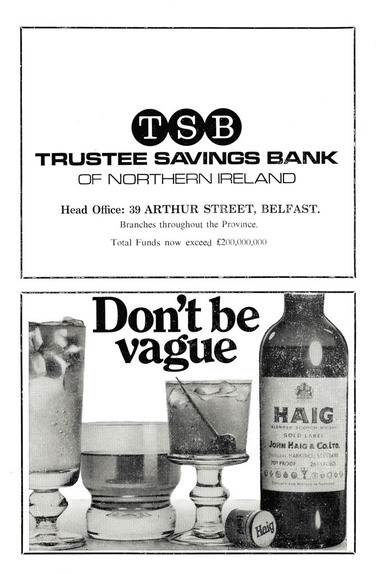 TSB
TRUSTEE SAVINGS BANK
OF NORTHERN IRELAND
Head Office: 39 ARTHUR STREET, BELFAST.
Branches throughout the Province.
Total Funds now exceed £200,000,000
Don't be
vague
HAIG
BLENDED SCOTCH WHISKY
GOLD LABEL
JOHN HAIG & CO. LTD.
70° PROOF
Haig